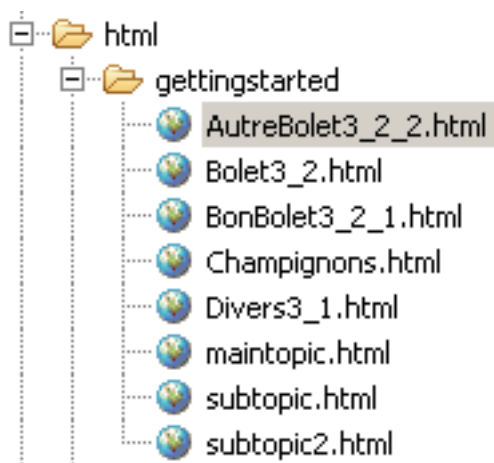 html
gettingstarted
AutreBolet3_2_2.html
Bolet3_2.html
BonBolet3_2_1.html
Champignons.html
Divers3_1.html
maintopic.html
subtopic.html
subtopic2.html